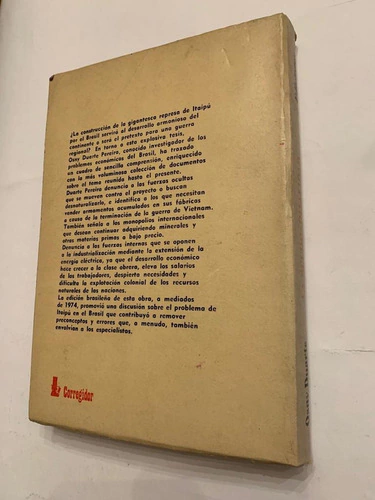 ¿La construcción de la gigantesca represa de Itaipú
por el Brasil servirá al desarrollo armonioso del
continente o será el pretexto para una guerra
regional? En torno a esta explosiva tesis,
Osny Duarte Pereira, conocido investigador de los
problemas económicos del Brasil, ha trazado
un cuadro de sencilla comprensión, enriquecido
con la más voluminosa colección de documentos
sobre el tema reunida hasta el presente.
Duarte Pereira denuncia a las fuerzas ocultas
que se mueven contra el proyecto o buscan
desnaturalizarlo, e identifica a los que necesitan
vender armamentos acumulados en sus fábricas
a causa de la terminación de la guerra de Vietnam.
También señala a los monopolios internacionales
que desean continuar adquiriendo minerales y
otras materias primas a bajo precio.
Denuncia a las fuerzas internas que se oponen
a la industrialización mediante la extensión de la
energía eléctrica, ya que el desarrollo económico
hace crecer a la clase obrera, eleva los salarios
de los trabajadores, despierta necesidades y
dificulta la explotación colonial de los recursos
naturales de las naciones.
La edición brasileña de esta obra, a mediados
de 1974, promovió una discusión sobre el problema de
Itaipú en el Brasil que contribuyó a remover
preconceptos y errores que, a menudo, también
envolvían a los especialistas.
Corregidor
Osny Duarte